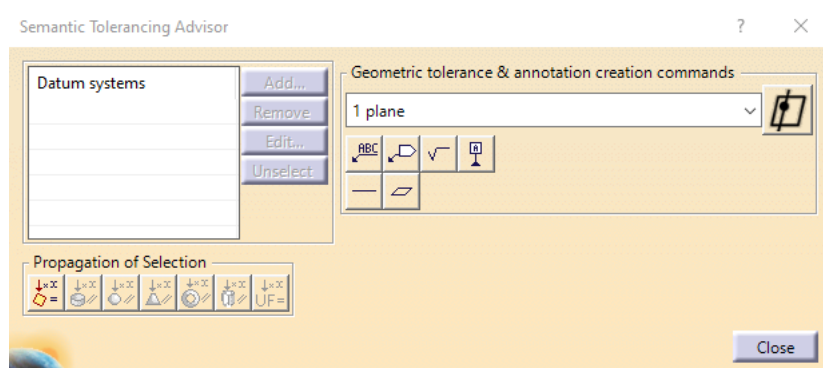 Semantic Tolerancing Advisor
?
Datum systems
Add...
Remove
Edit...
Unselect
Geometric tolerance & annotation creation commands
1 plane
ABC
A
Propagation of Selection
x x
=
x x
x x
x x
x x
x x
x x
UF=
Close